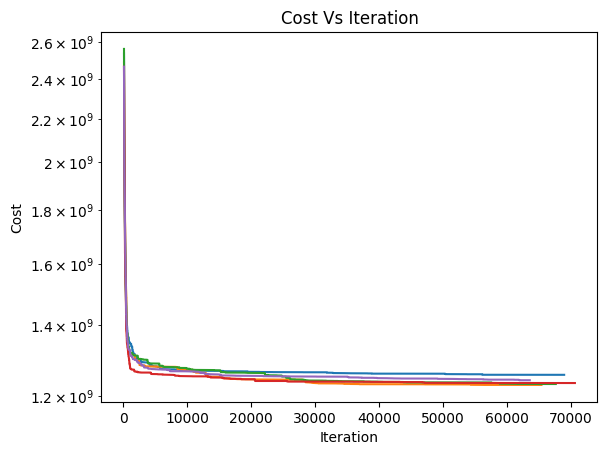 Cost Vs Iteration
2.6 × 10⁹
2.4 × 10⁹
2.2 × 10⁹
2 × 10⁹
1.8 × 10⁹
1.6 × 10⁹
1.4 × 10⁹
1.2 × 10⁹
Cost
0 10000 20000 30000 40000 50000 60000 70000
Iteration